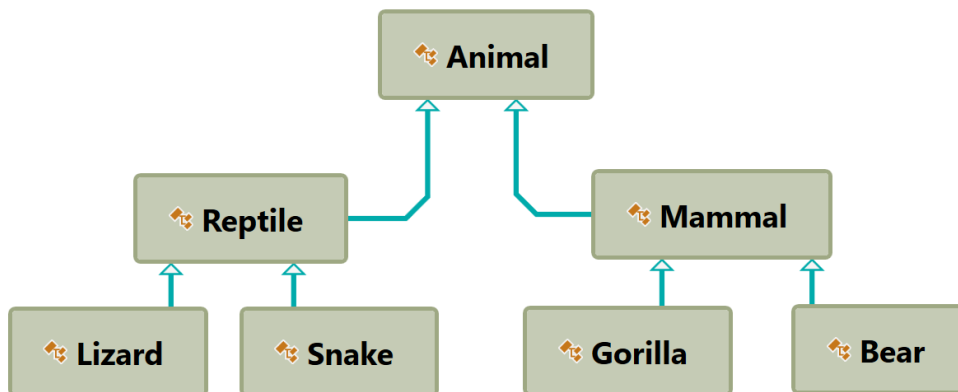 Animal
Reptile
Mammal
Lizard
Snake
Gorilla
Bear